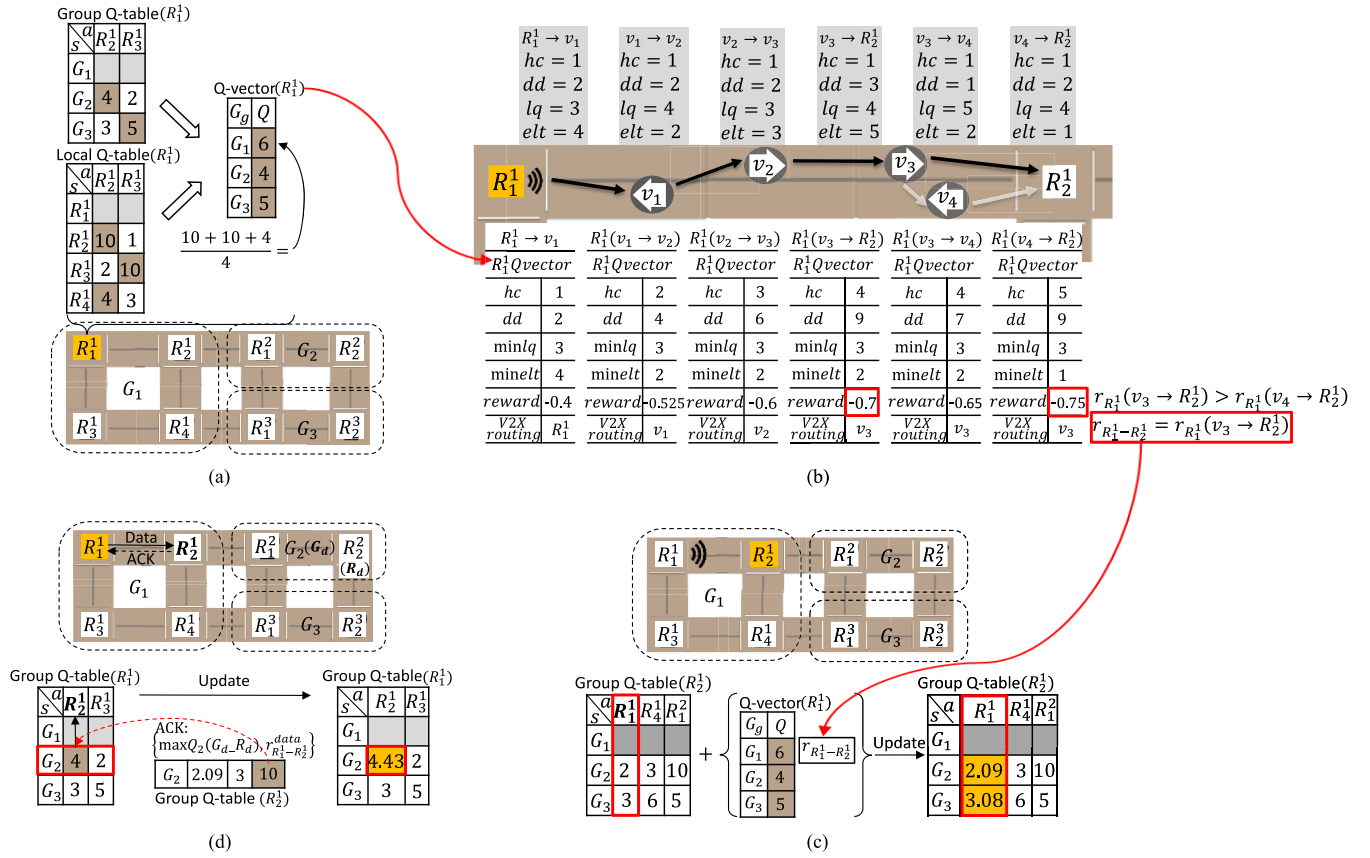 Group Q-table(R₁¹)
s\a R₂¹ R₃¹
G₁
G₂ 4 2
G₃ 3 5
Local Q-table(R₁¹)
s\a R₂¹ R₃¹
R₁¹
R₂¹ 10 1
R₃¹ 2 10
R₄¹ 4 3
Q-vector(R₁¹)
G_g Q
G₁ 6
G₂ 4
G₃ 5
10 + 10 + 4
4
=
R₁¹ R₂¹ R₁² G₂ R₂²
G₁
R₃¹ R₄¹ R₁³ G₃ R₂³
(a)
R₁¹ → v₁ v₁ → v₂ v₂ → v₃ v₃ → R₂¹ v₃ → v₄ v₄ → R₂¹
hc = 1 hc = 1 hc = 1 hc = 1 hc = 1 hc = 1
dd = 2 dd = 2 dd = 2 dd = 3 dd = 1 dd = 2
lq = 3 lq = 4 lq = 3 lq = 4 lq = 5 lq = 4
elt = 4 elt = 2 elt = 3 elt = 5 elt = 2 elt = 1
R₁¹ v₁ v₂ v₃ v₄ R₂¹
R₁¹ → v₁ R₁¹(v₁ → v₂) R₁¹(v₂ → v₃) R₁¹(v₃ → R₂¹) R₁¹(v₃ → v₄) R₁¹(v₄ → R₂¹)
R₁¹Qvector R₁¹Qvector R₁¹Qvector R₁¹Qvector R₁¹Qvector R₁¹Qvector
hc 1 hc 2 hc 3 hc 4 hc 4 hc 5
dd 2 dd 4 dd 6 dd 9 dd 7 dd 9
minlq 3 minlq 3 minlq 3 minlq 3 minlq 3 minlq 3
minelt 4 minelt 2 minelt 2 minelt 2 minelt 2 minelt 1
reward -0.4 reward -0.525 reward -0.6 reward -0.7 reward -0.65 reward -0.75
V2X routing R₁¹ V2X routing v₁ V2X routing v₂ V2X routing v₃ V2X routing v₃ V2X routing v₃
r_{R₁¹}(v₃ → R₂¹) > r_{R₁¹}(v₄ → R₂¹)
r_{R₁¹−R₂¹} = r_{R₁¹}(v₃ → R₂¹)
(b)
R₁¹ Data R₂¹ R₁² G₂(G_d) R₂²
ACK (R_d)
G₁
R₃¹ R₄¹ R₁³ G₃ R₂³
Group Q-table(R₁¹)
s\a R₂¹ R₃¹
G₁
G₂ 4 2
G₃ 3 5
Update
ACK:
{maxQ₂(G_d_R_d), r^{data}_{R₁¹−R₂¹}}
G₂ 2.09 3 10
Group Q-table (R₂¹)
Group Q-table(R₁¹)
s\a R₂¹ R₃¹
G₁
G₂ 4.43 2
G₃ 3 5
(d)
R₁¹ R₂¹ R₁² G₂ R₂²
G₁
R₃¹ R₄¹ R₁³ G₃ R₂³
Group Q-table(R₂¹)
s\a R₁¹ R₄¹ R₁²
G₁
G₂ 2 3 10
G₃ 3 6 5
+
Q-vector(R₁¹)
G_g Q
G₁ 6
G₂ 4
G₃ 5
r_{R₁¹−R₂¹}
Update
Group Q-table(R₂¹)
s\a R₁¹ R₄¹ R₁²
G₁
G₂ 2.09 3 10
G₃ 3.08 6 5
(c)